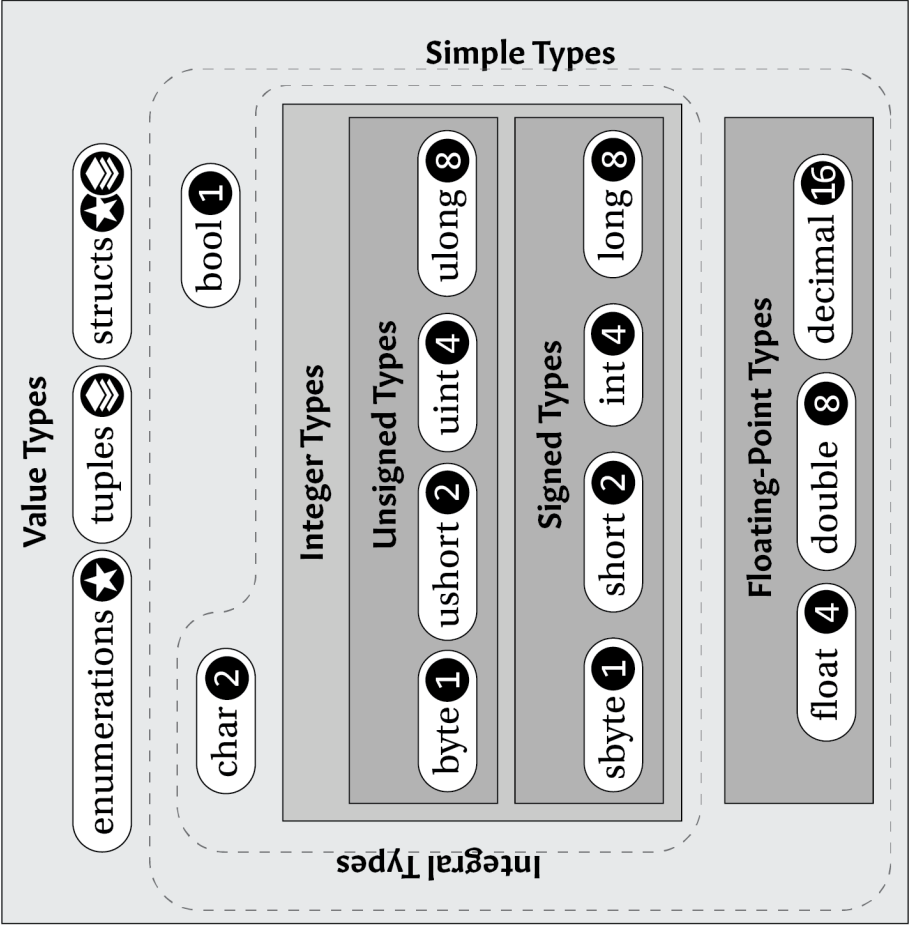 Value Types
enumerations
tuples
structs
Simple Types
char 2
bool 1
Integral Types
Integer Types
Unsigned Types
byte 1
ushort 2
uint 4
ulong 8
Signed Types
sbyte 1
short 2
int 4
long 8
Floating-Point Types
float 4
double 8
decimal 16